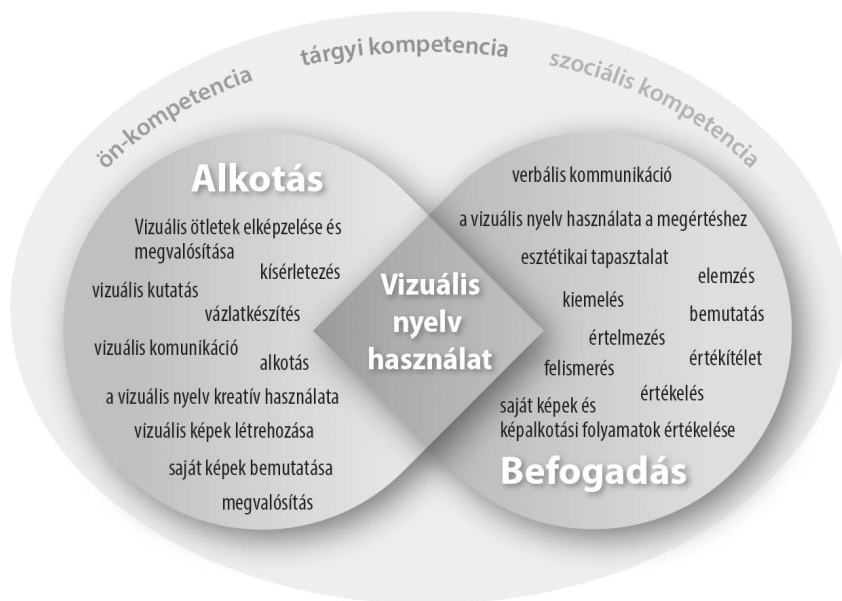 ön-kompetencia
tárgyi kompetencia
szociális kompetencia
Alkotás
Vizuális ötletek elképzelése és
megvalósítása
kísérletezés
vizuális kutatás
vázlatkészítés
vizuális komunikáció
alkotás
a vizuális nyelv kreatív használata
vizuális képek létrehozása
saját képek bemutatása
megvalósítás
Vizuális
nyelv
használat
verbális kommunikáció
a vizuális nyelv használata a megértéshez
esztétikai tapasztalat
elemzés
kiemelés
bemutatás
értelmezés
értékítélet
felismerés
értékelés
saját képek és
képalkotási folyamatok értékelése
Befogadás